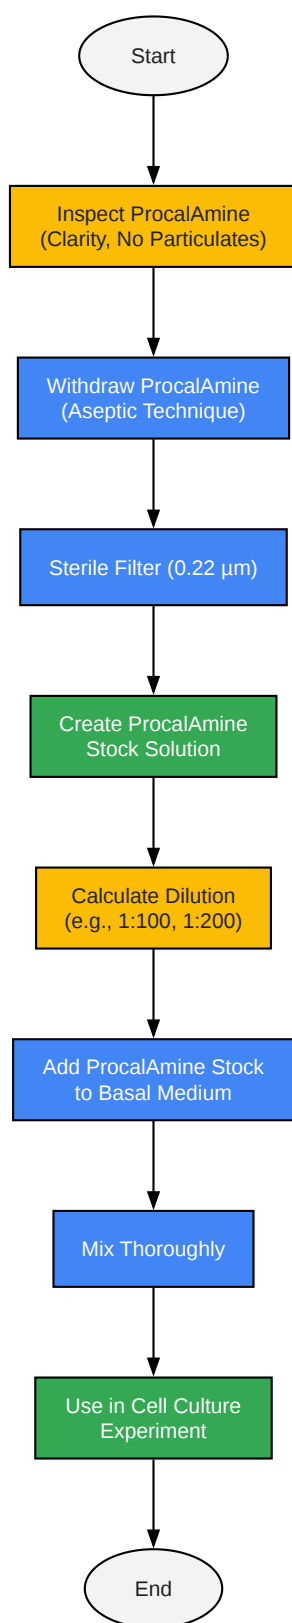 Start
Inspect ProcalAmine
(Clarity, No Particulates)
Withdraw ProcalAmine
(Aseptic Technique)
Sterile Filter (0.22 µm)
Create ProcalAmine
Stock Solution
Calculate Dilution
(e.g., 1:100, 1:200)
Add ProcalAmine Stock
to Basal Medium
Mix Thoroughly
Use in Cell Culture
Experiment
End